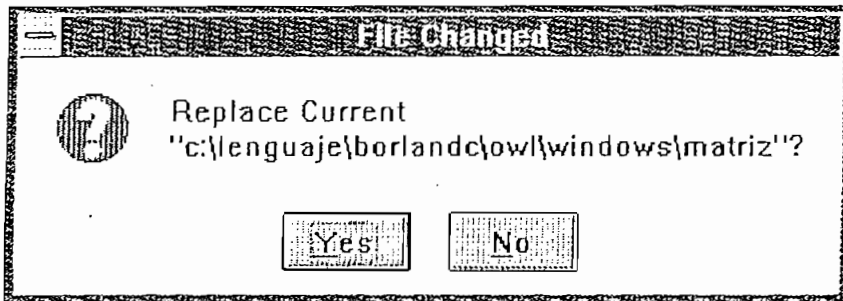 File Changed
Replace Current
"c:\lenguaje\borlandc\owl\windows\matriz"?
Yes No